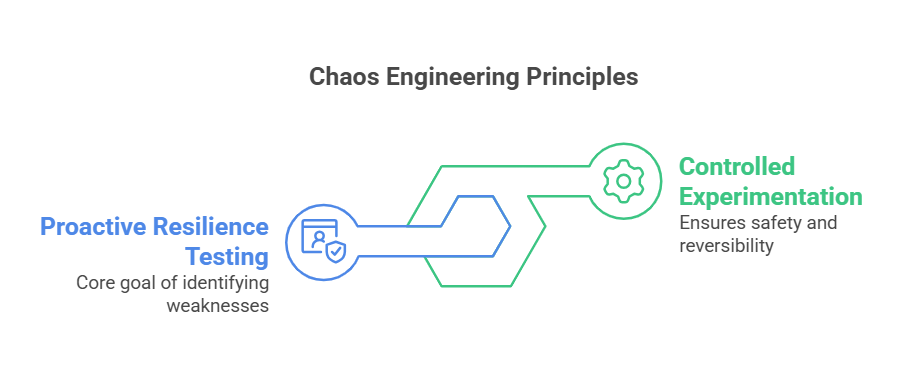 Chaos Engineering Principles
Proactive Resilience
Testing
Core goal of identifying
weaknesses
Controlled
Experimentation
Ensures safety and
reversibility